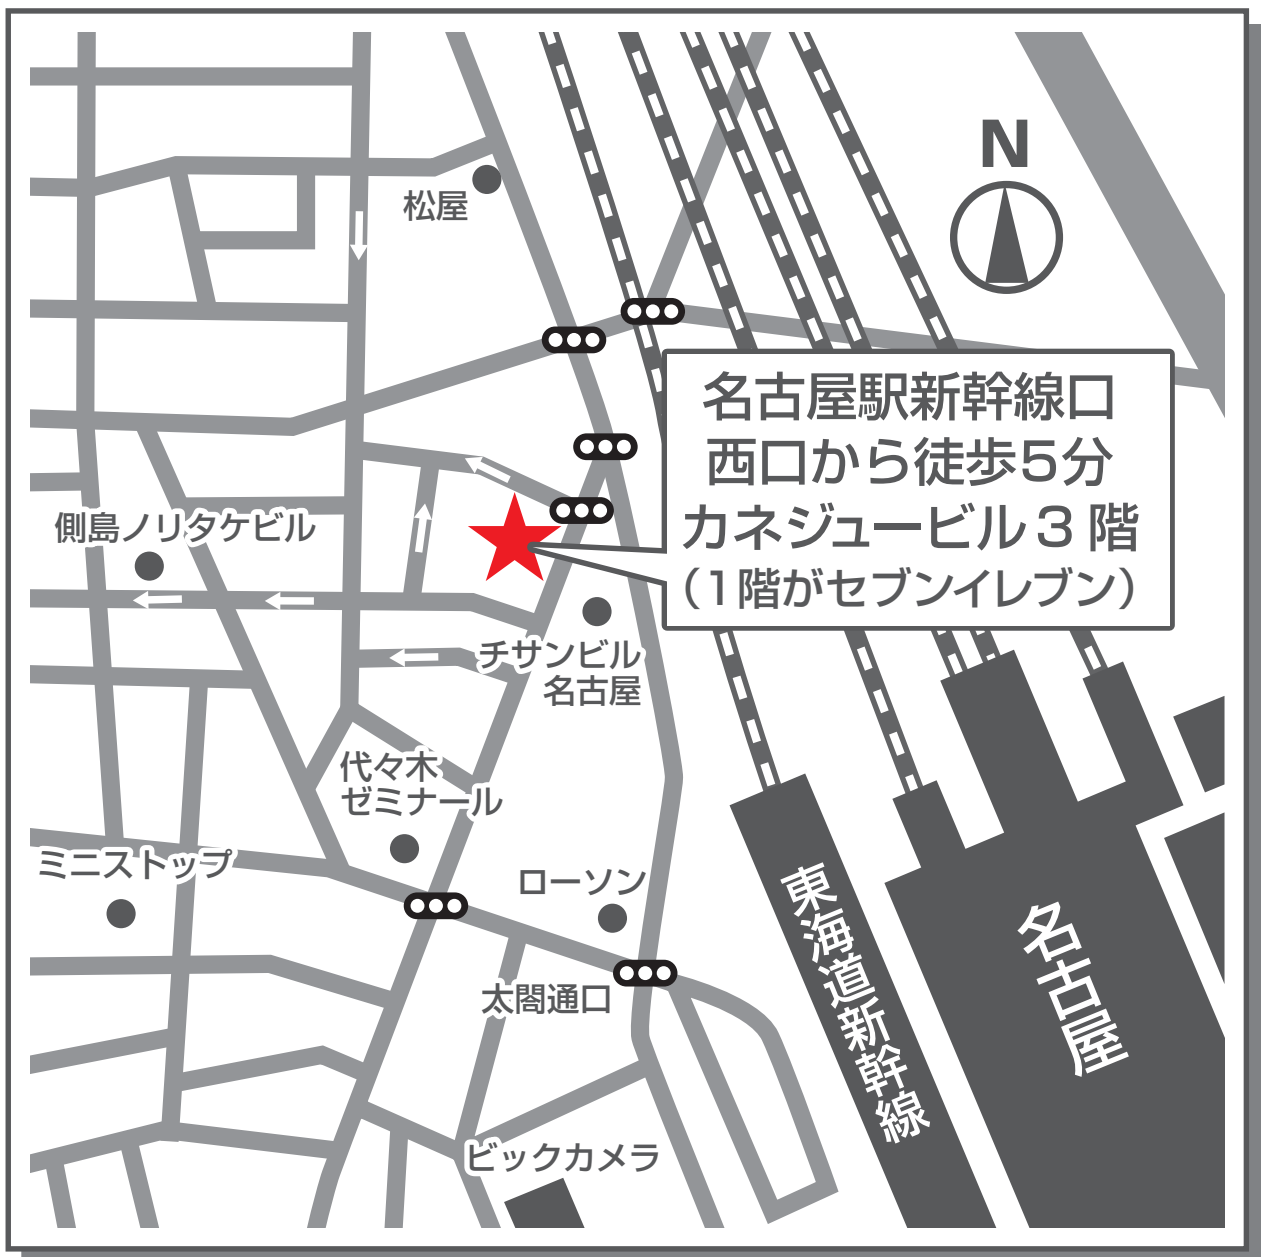 N
松屋
名古屋駅新幹線口
西口から徒歩5分
カネジュービル3階
（1階がセブンイレブン）
側島ノリタケビル
チサンビル
名古屋
代々木
ゼミナール
ミニストップ
ローソン
太閤通口
東海道新幹線
名古屋
ビックカメラ